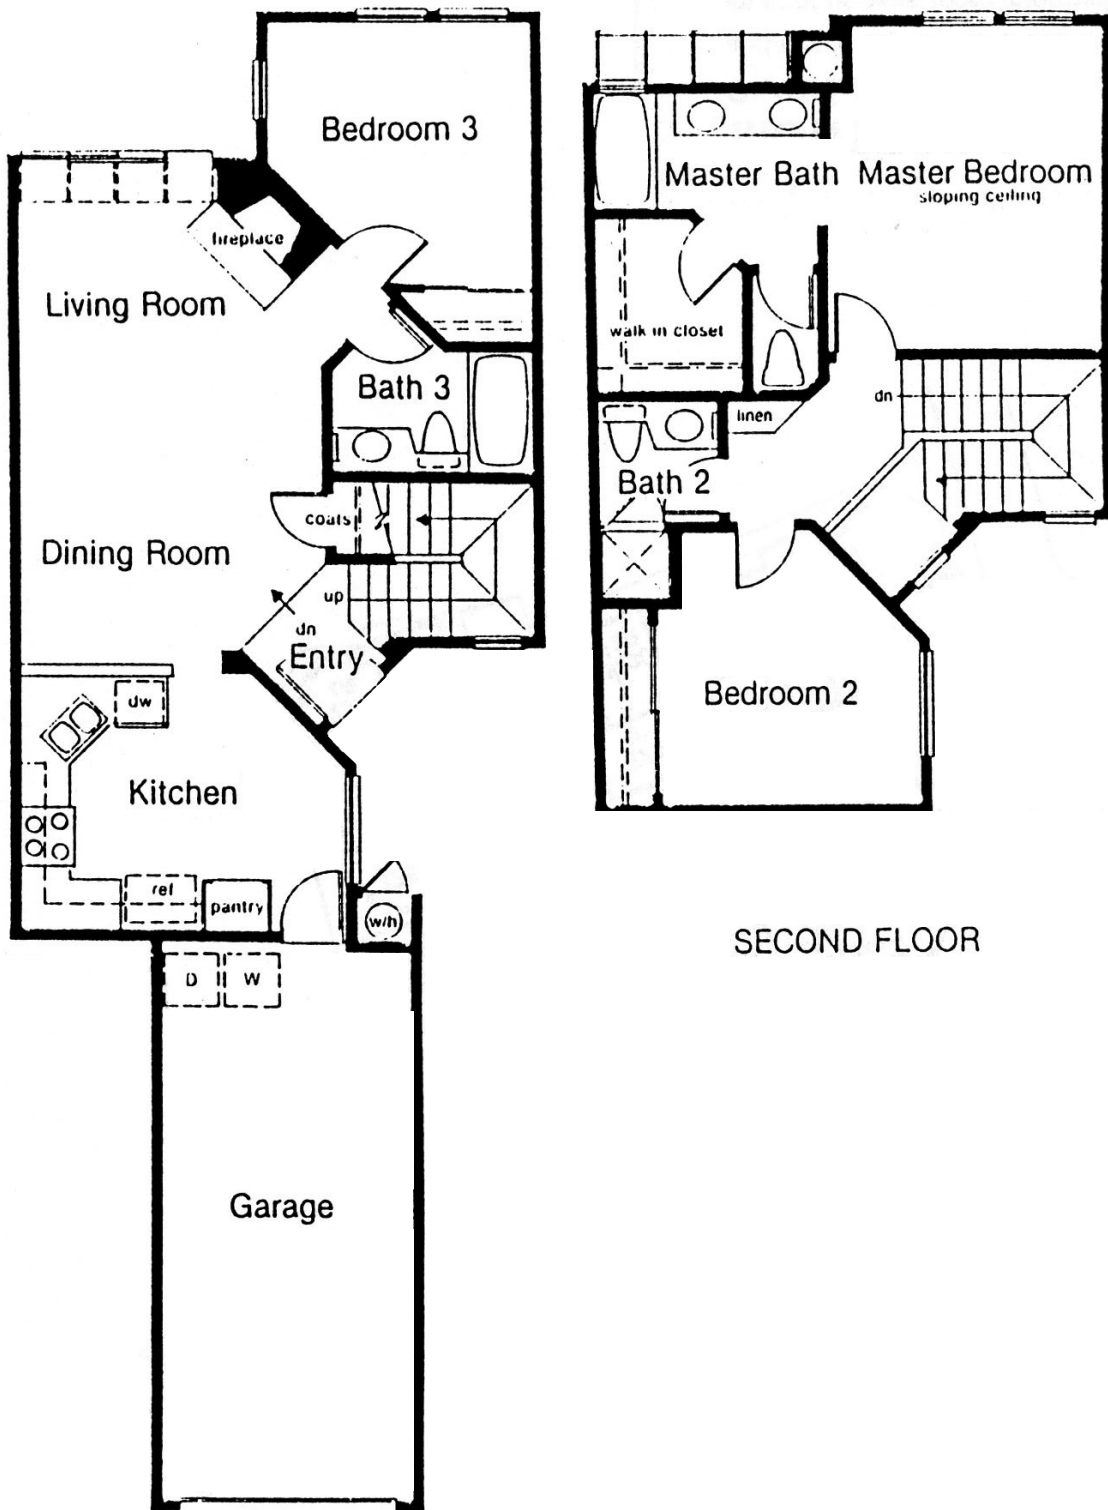 Bedroom 3
fireplace
Living Room
Bath 3
coats
Dining Room
up
dn
Entry
dw
Kitchen
ref
pantry
w/h
D
W
Garage
Master Bath
Master Bedroom
sloping ceiling
walk in closet
linen
dn
Bath 2
Bedroom 2
SECOND FLOOR